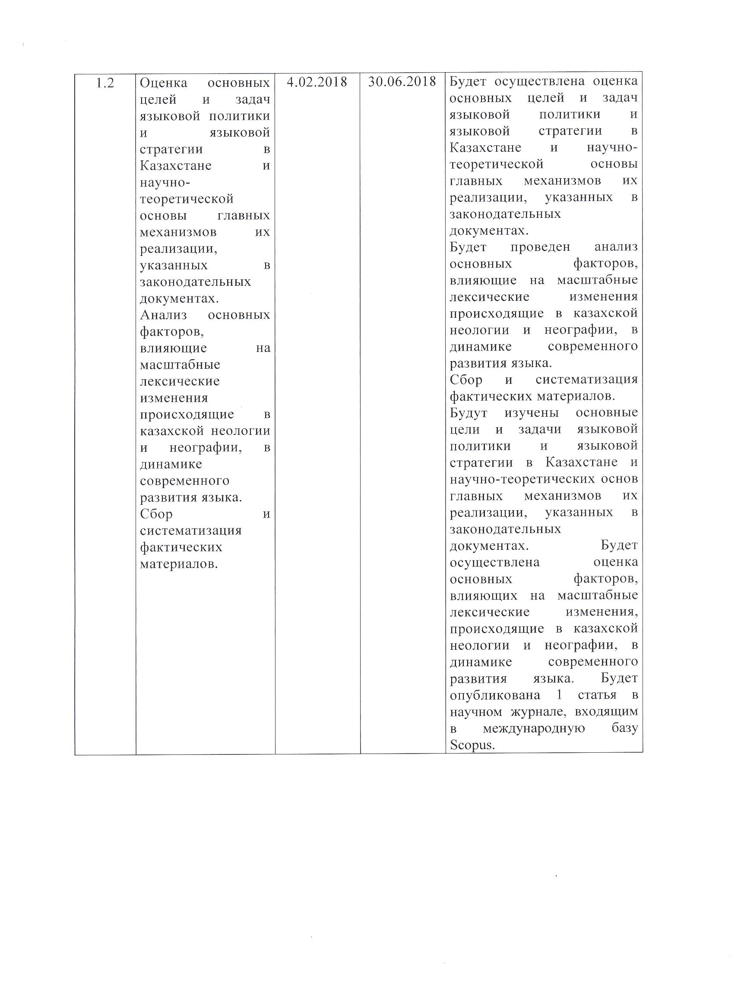 1.2
Оценка основных
целей и задач
языковой политики
и языковой
стратегии в
Казахстане и
научно-
теоретической
основы главных
механизмов их
реализации,
указанных в
законодательных
документах.
Анализ основных
факторов,
влияющие на
масштабные
лексические
изменения
происходящие в
казахской неологии
и неографии, в
динамике
современного
развития языка.
Сбор и
систематизация
фактических
материалов.
4.02.2018
30.06.2018
Будет осуществлена оценка
основных целей и задач
языковой политики и
языковой стратегии в
Казахстане и научно-
теоретической основы
главных механизмов их
реализации, указанных в
законодательных
документах.
Будет проведен анализ
основных факторов,
влияющие на масштабные
лексические изменения
происходящие в казахской
неологии и неографии, в
динамике современного
развития языка.
Сбор и систематизация
фактических материалов.
Будут изучены основные
цели и задачи языковой
политики и языковой
стратегии в Казахстане и
научно-теоретических основ
главных механизмов их
реализации, указанных в
законодательных
документах. Будет
осуществлена оценка
основных факторов,
влияющих на масштабные
лексические изменения,
происходящие в казахской
неологии и неографии, в
динамике современного
развития языка. Будет
опубликована 1 статья в
научном журнале, входящим
в международную базу
Scopus.